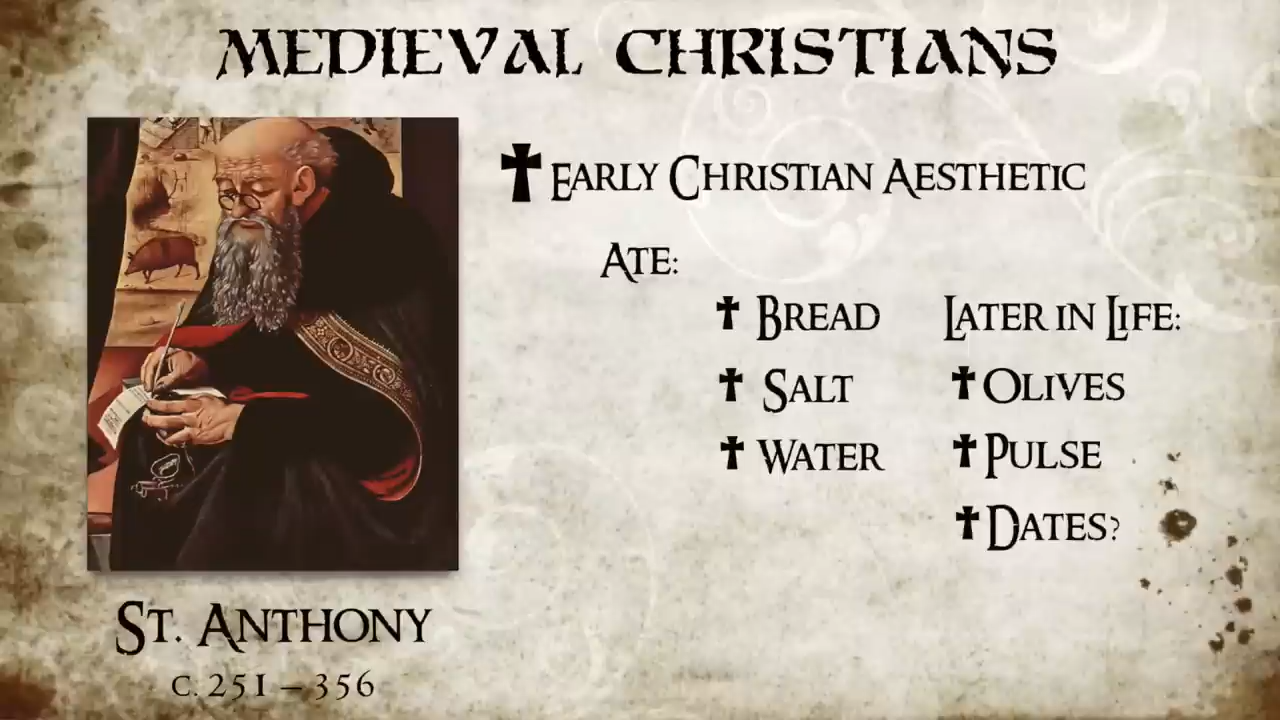 MEDIEVAL CHRISTIANS
EARLY CHRISTIAN AESTHETIC
ATE:
BREAD
SALT
WATER
LATER IN LIFE:
OLIVES
PULSE
DATES?
ST. ANTHONY
C. 251 – 356